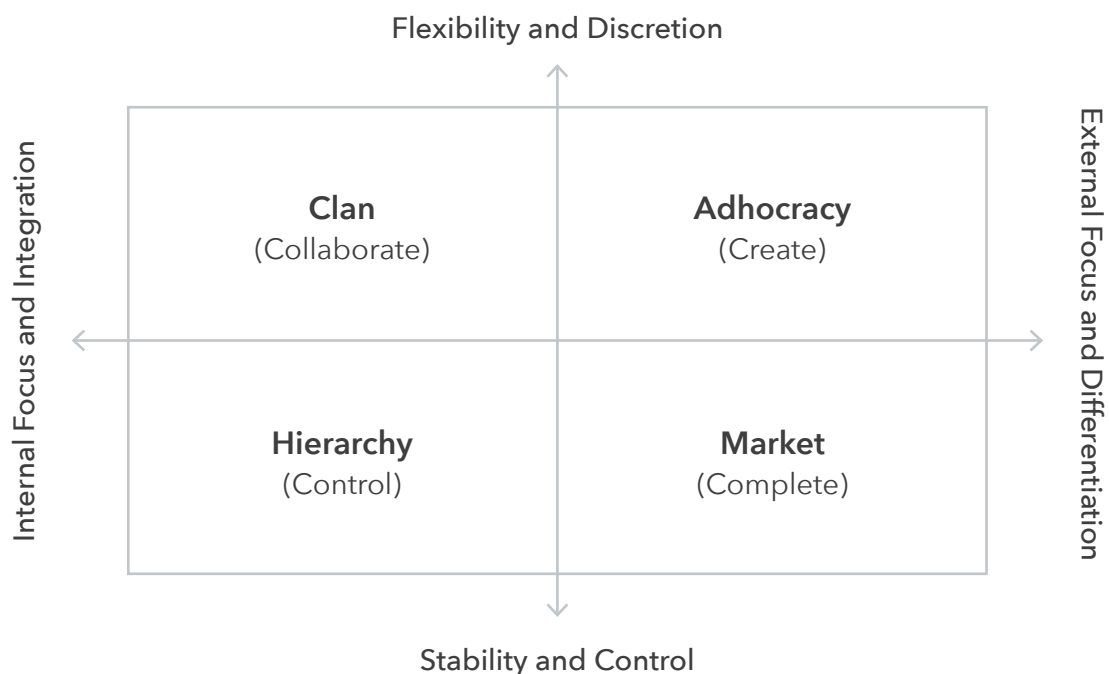 Flexibility and Discretion
Internal Focus and Integration
External Focus and Differentiation
Clan
(Collaborate)
Adhocracy
(Create)
Hierarchy
(Control)
Market
(Complete)
Stability and Control